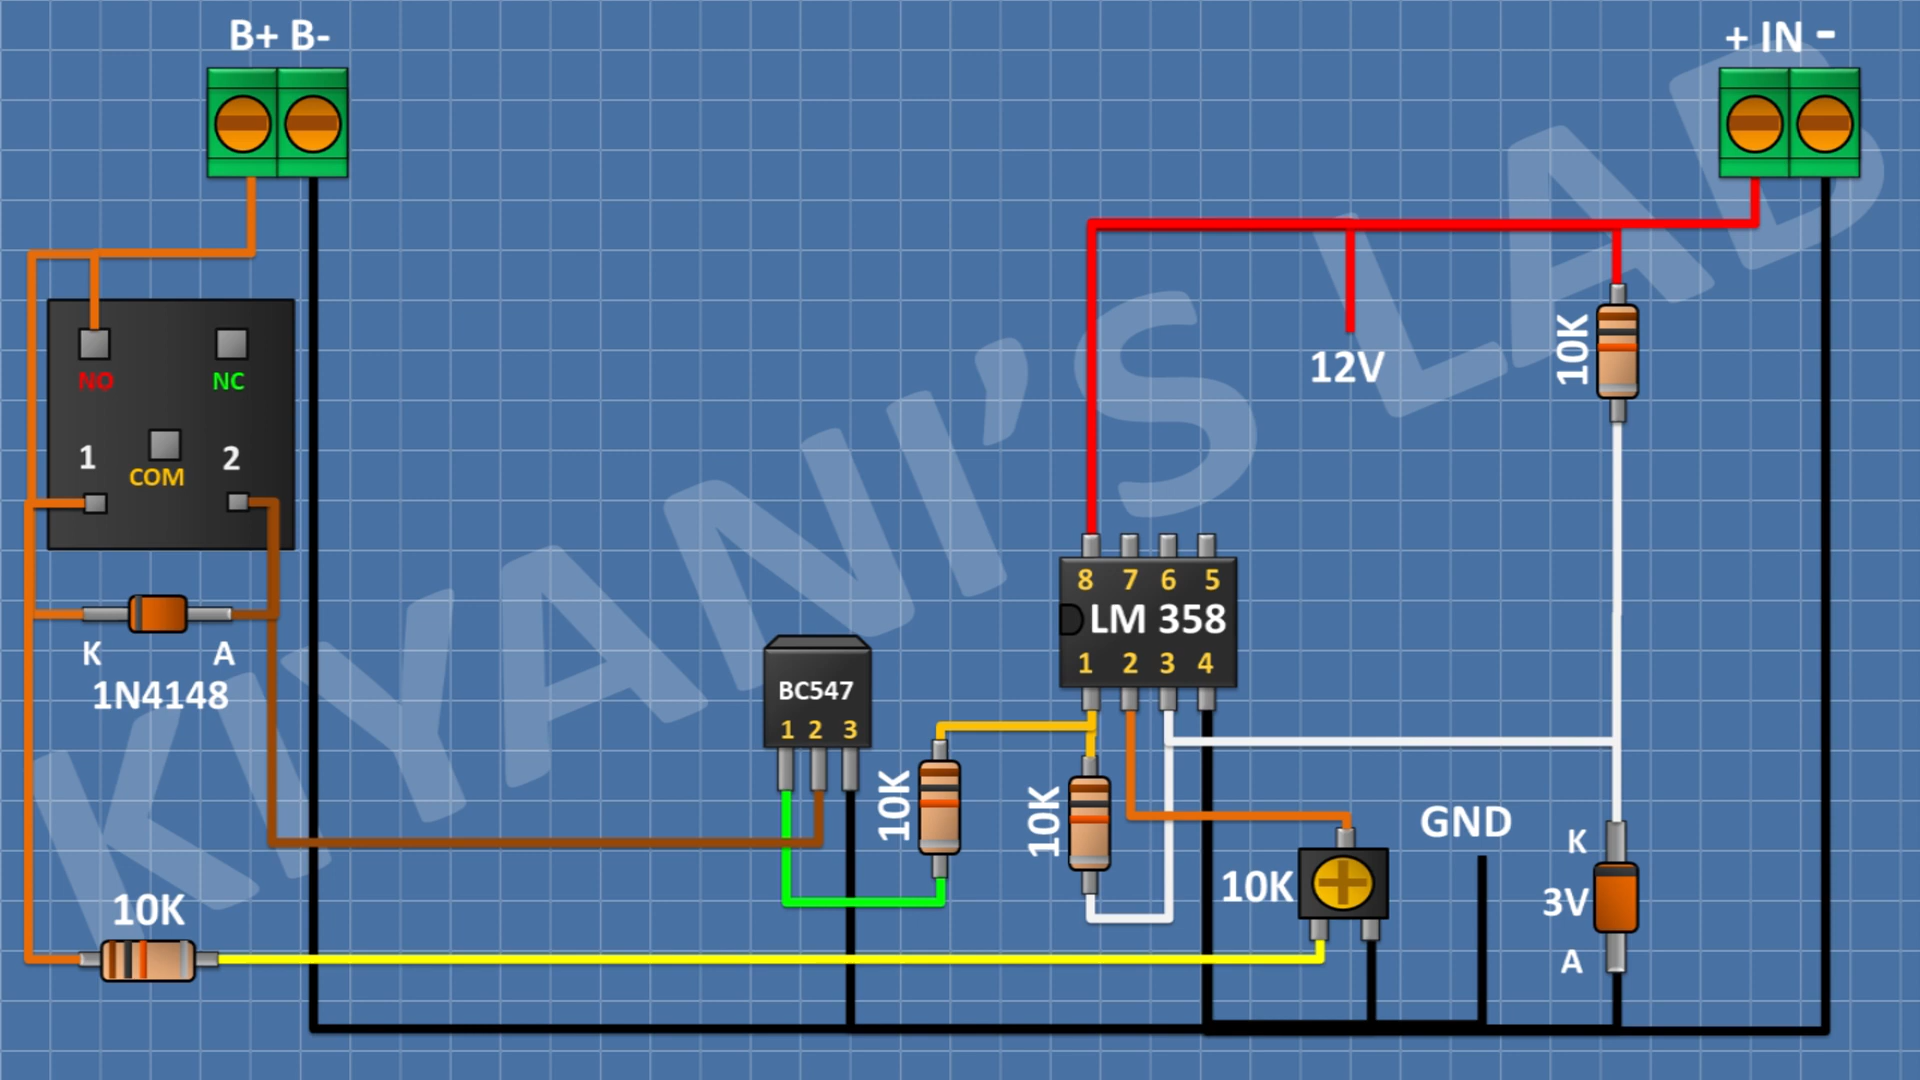 B+ B-
+ IN -
NO
NC
1
COM
2
K
A
1N4148
10K
BC547
1 2 3
10K
10K
8 7 6 5
LM 358
1 2 3 4
12V
10K
10K
GND
K
3V
A
KIYANI'S LAB